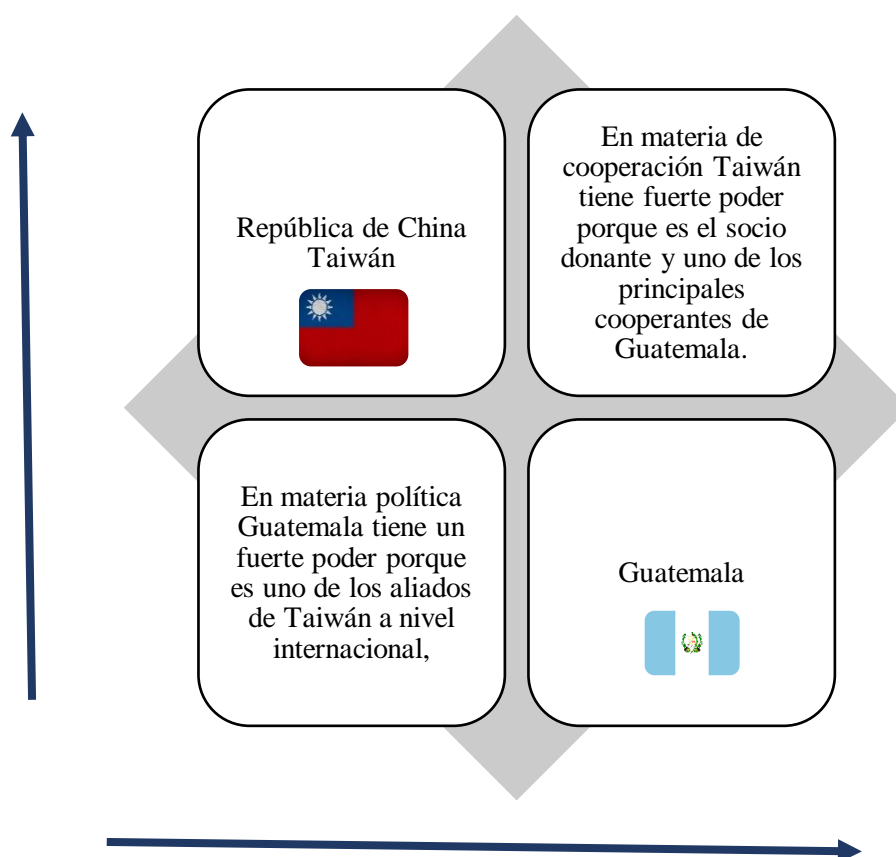 República de China
Taiwán
En materia de
cooperación Taiwán
tiene fuerte poder
porque es el socio
donante y uno de los
principales
cooperantes de
Guatemala.
En materia política
Guatemala tiene un
fuerte poder porque
es uno de los aliados
de Taiwán a nivel
internacional,
Guatemala